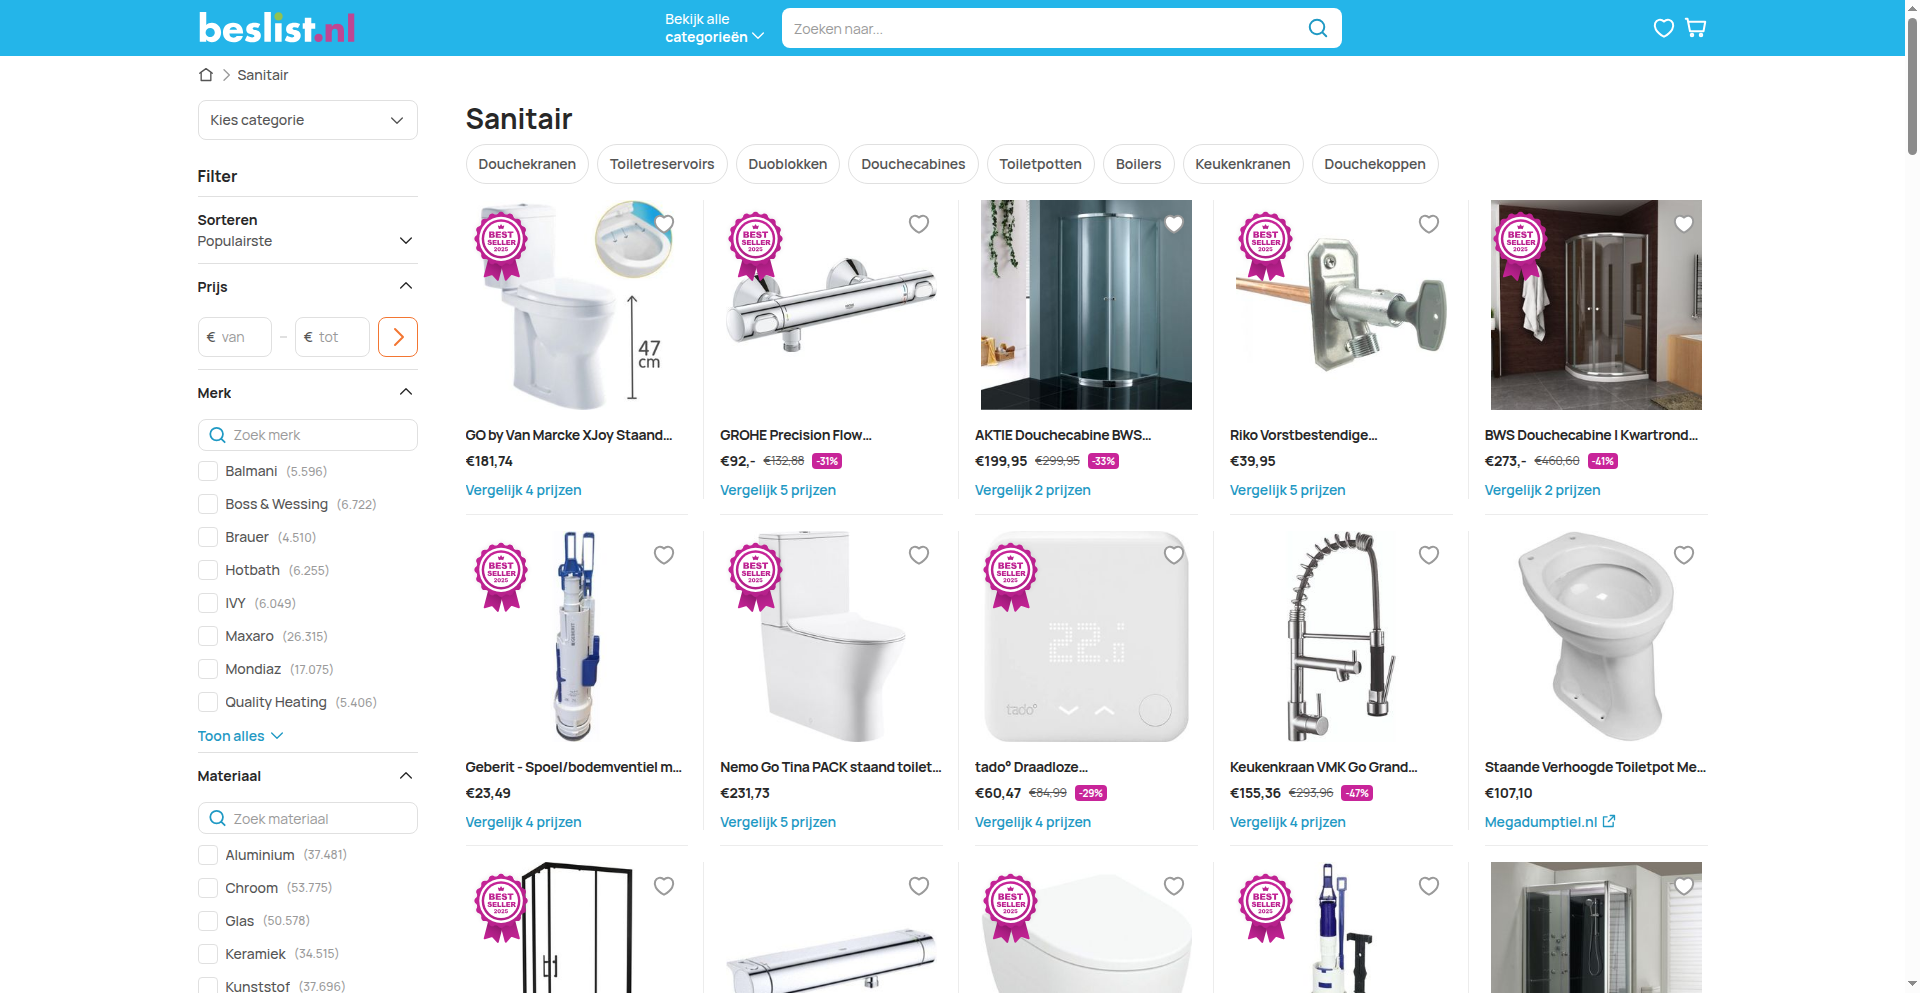 beslist.nl
Bekijk alle
categorieën
Zoeken naar...
Sanitair
Kies categorie
Filter
Sorteren
Populairste
Prijs
€ van
–
€ tot
Merk
Zoek merk
Balmani (5.596)
Boss & Wessing (6.722)
Brauer (4.510)
Hotbath (6.255)
IVY (6.049)
Maxaro (26.315)
Mondiaz (17.075)
Quality Heating (5.406)
Toon alles
Materiaal
Zoek materiaal
Aluminium (37.481)
Chroom (53.775)
Glas (50.578)
Keramiek (34.515)
Kunststof (37.696)
Sanitair
Douchekranen
Toiletreservoirs
Duoblokken
Douchecabines
Toiletpotten
Boilers
Keukenkranen
Douchekoppen
BEST
SELLER
2025
47
cm
GO by Van Marcke XJoy Staand...
€181,74
Vergelijk 4 prijzen
BEST
SELLER
2025
GROHE Precision Flow...
€92,- €132,88 -31%
Vergelijk 5 prijzen
AKTIE Douchecabine BWS...
€199,95 €299,95 -33%
Vergelijk 2 prijzen
BEST
SELLER
2025
Riko Vorstbestendige...
€39,95
Vergelijk 5 prijzen
BEST
SELLER
2025
BWS Douchecabine | Kwartrond...
€273,- €460,60 -41%
Vergelijk 2 prijzen
BEST
SELLER
2025
Geberit - Spoel/bodemventiel m...
€23,49
Vergelijk 4 prijzen
BEST
SELLER
2025
Nemo Go Tina PACK staand toilet...
€231,73
Vergelijk 5 prijzen
BEST
SELLER
2025
22.
tado°
tado° Draadloze...
€60,47 €84,99 -29%
Vergelijk 4 prijzen
Keukenkraan VMK Go Grand...
€155,36 €293,96 -47%
Vergelijk 4 prijzen
Staande Verhoogde Toiletpot Me...
€107,10
Megadumptiel.nl
BEST
SELLER
2025
BEST
SELLER
2025
BEST
SELLER
2025